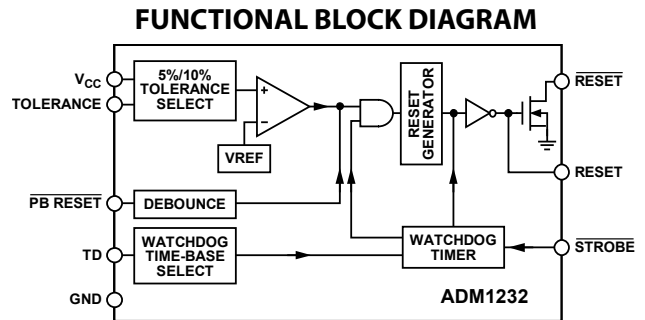 FUNCTIONAL BLOCK DIAGRAM
VCC
TOLERANCE
5%/10%
TOLERANCE
SELECT
+
–
VREF
RESET
GENERATOR
RESET
RESET
PB RESET
DEBOUNCE
TD
WATCHDOG
TIME-BASE
SELECT
WATCHDOG
TIMER
STROBE
GND
ADM1232